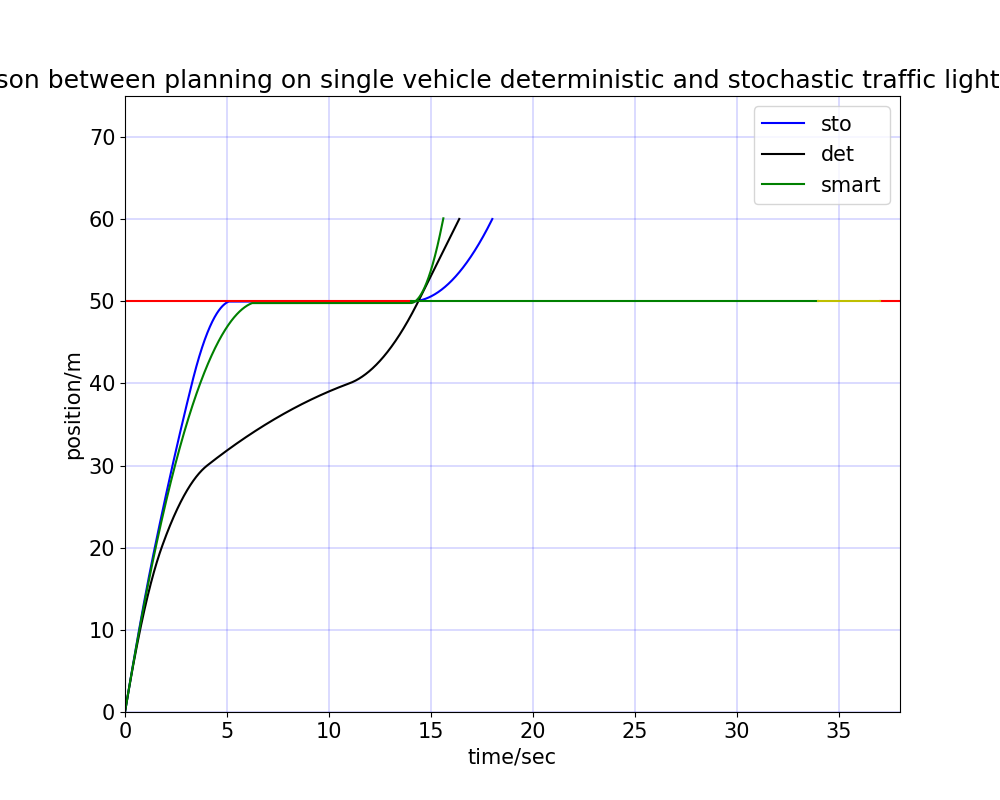 son between planning on single vehicle deterministic and stochastic traffic light
sto
det
smart
position/m
70
60
50
40
30
20
10
0
0 5 10 15 20 25 30 35
time/sec